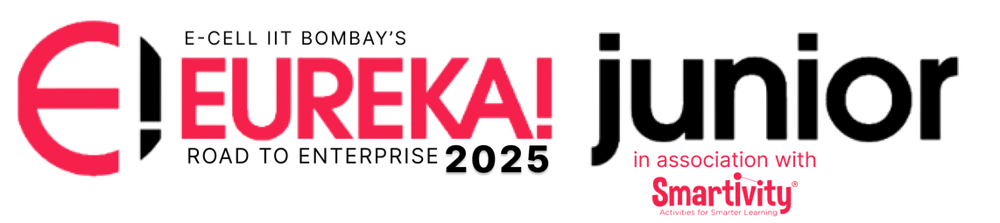 E!
E-CELL IIT BOMBAY'S
EUREKA!
ROAD TO ENTERPRISE 2025
junior
in association with
Smartivity®
Activities for Smarter Learning